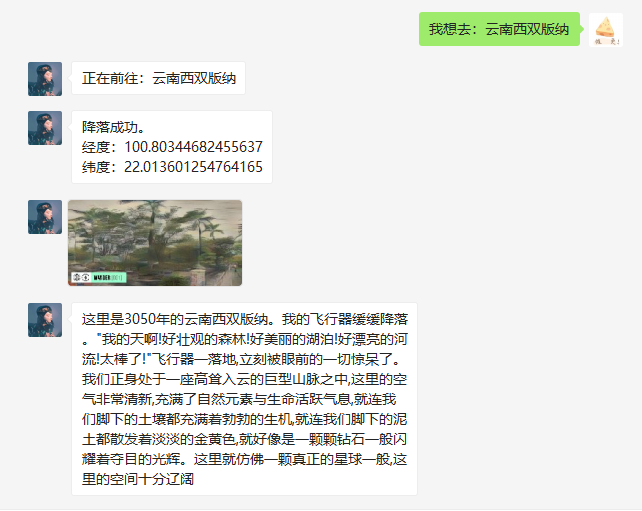 我想去：云南西双版纳
正在前往：云南西双版纳
降落成功。
经度：100.80344682455637
纬度：22.013601254764165
WANDER
这里是3050年的云南西双版纳。我的飞行器缓缓降落
。"我的天啊!好壮观的森林!好美丽的湖泊!好漂亮的河
流!太棒了!"飞行器一落地,立刻被眼前的一切惊呆了。
我们正身处于一座高耸入云的巨型山脉之中,这里的空
气非常清新,充满了自然元素与生命活跃气息,就连我
们脚下的土壤都充满着勃勃的生机,就连我们脚下的泥
土都散发着淡淡的金黄色,就好像是一颗颗钻石一般闪
耀着夺目的光辉。这里就仿佛一颗真正的星球一般,这
里的空间十分辽阔